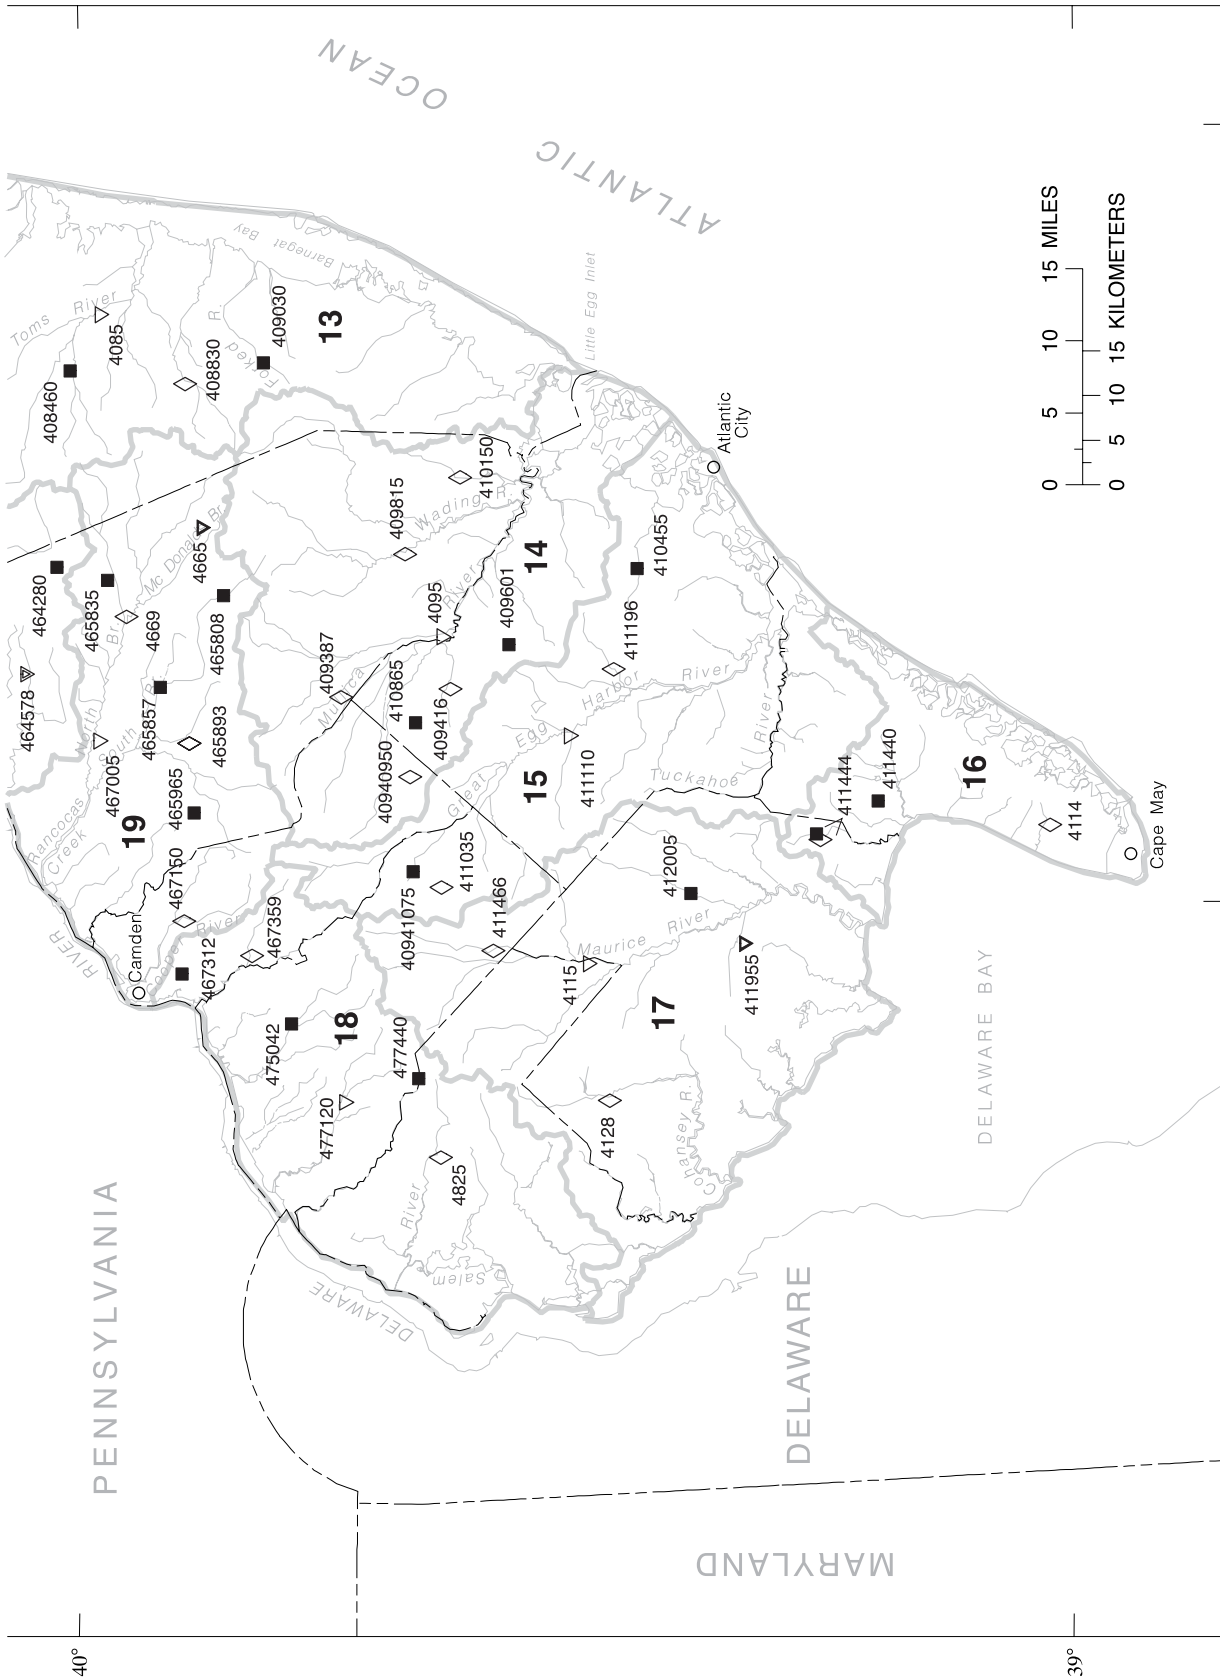 40°
39°
PENNSYLVANIA
MARYLAND
DELAWARE
DELAWARE BAY
ATLANTIC
OCEAN
DELAWARE
RIVER
Camden
Atlantic
City
Cape May
Little Egg Inlet
Barnegat Bay
Toms River
Forked R.
Mc Donalds Br.
North Br.
South Br.
Rancocas
Creek
Cooper River
Mullica
River
Wading R.
Great Egg Harbor River
Tuckahoe River
Maurice River
Cohansey R.
Salem
River
13
14
15
16
17
18
19
408460
4085
408830
409030
464280
465835
4669
4665
465808
464578
467005
465857
465893
465965
467150
467312
467359
475042
477120
477440
4825
409387
409815
410150
4095
409601
410865
409416
40940950
40941075
411035
411466
411110
411196
410455
411444
411440
4114
412005
411955
4115
4128
0 5 10 15 MILES
0 5 10 15 KILOMETERS